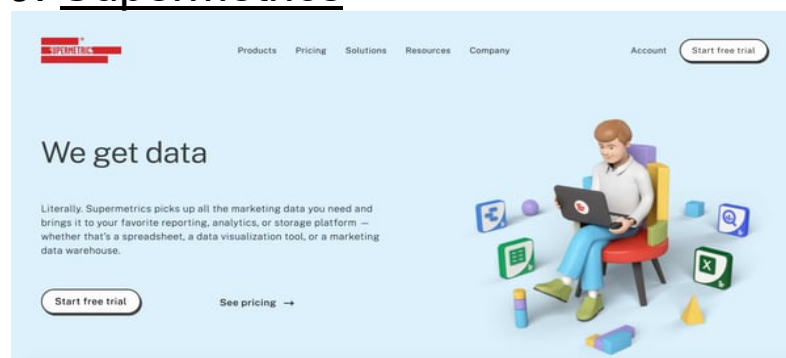 3. Supermetrics
SUPERMETRICS
Products Pricing Solutions Resources Company Account Start free trial
We get data
Literally. Supermetrics picks up all the marketing data you need and
brings it to your favorite reporting, analytics, or storage platform —
whether that's a spreadsheet, a data visualization tool, or a marketing
data warehouse.
Start free trial See pricing →
X